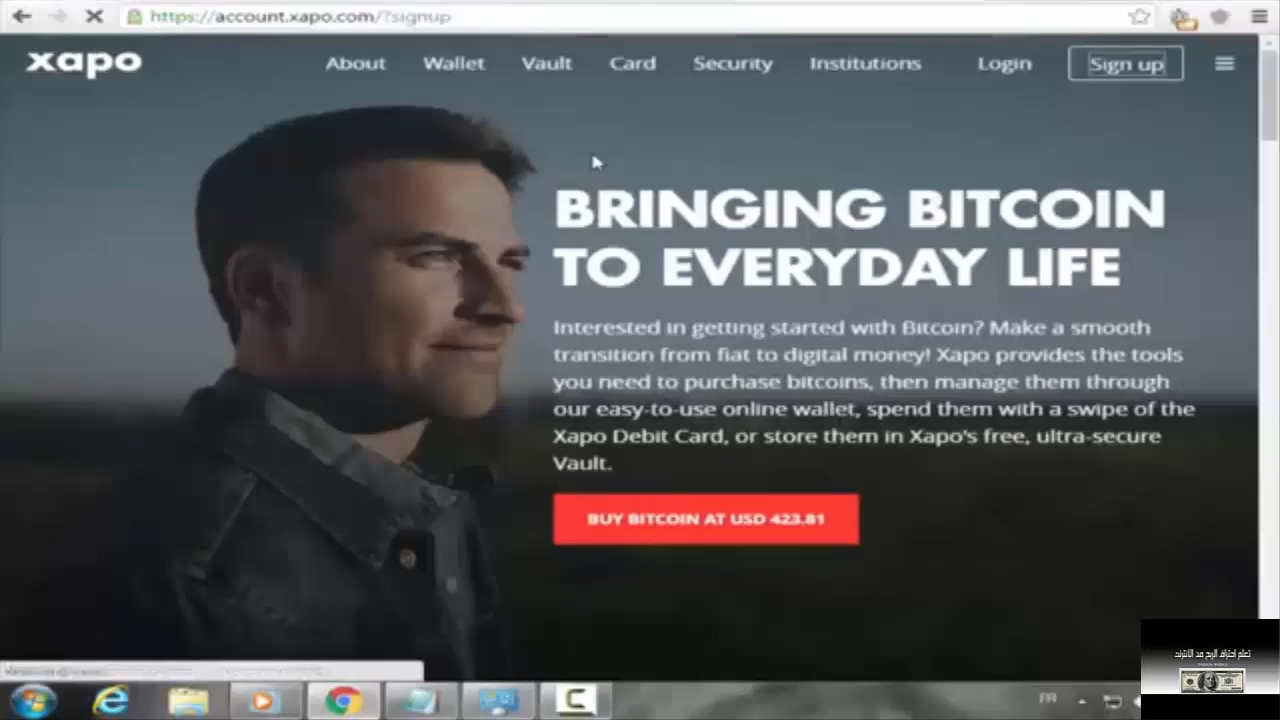 https://account.xapo.com/?signup
xapo
About
Wallet
Vault
Card
Security
Institutions
Login
Sign up
BRINGING BITCOIN
TO EVERYDAY LIFE
Interested in getting started with Bitcoin? Make a smooth
transition from fiat to digital money! Xapo provides the tools
you need to purchase bitcoins, then manage them through
our easy-to-use online wallet, spend them with a swipe of the
Xapo Debit Card, or store them in Xapo's free, ultra-secure
Vault.
BUY BITCOIN AT USD 423.81
تعلم احتراف الربح مد الانترنت
FR